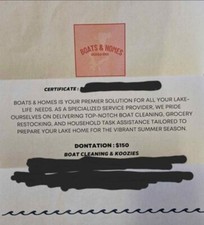 BOATS & HOMES
CERTIFICATE :
BOATS & HOMES IS YOUR PREMIER SOLUTION FOR ALL YOUR LAKE-
LIFE NEEDS. AS A SPECIALIZED SERVICE PROVIDER, WE PRIDE
OURSELVES ON DELIVERING TOP-NOTCH BOAT CLEANING, GROCERY
RESTOCKING, AND HOUSEHOLD TASK ASSISTANCE TAILORED TO
PREPARE YOUR LAKE HOME FOR THE VIBRANT SUMMER SEASON.
DONTATION : $150
BOAT CLEANING & KOOZIES